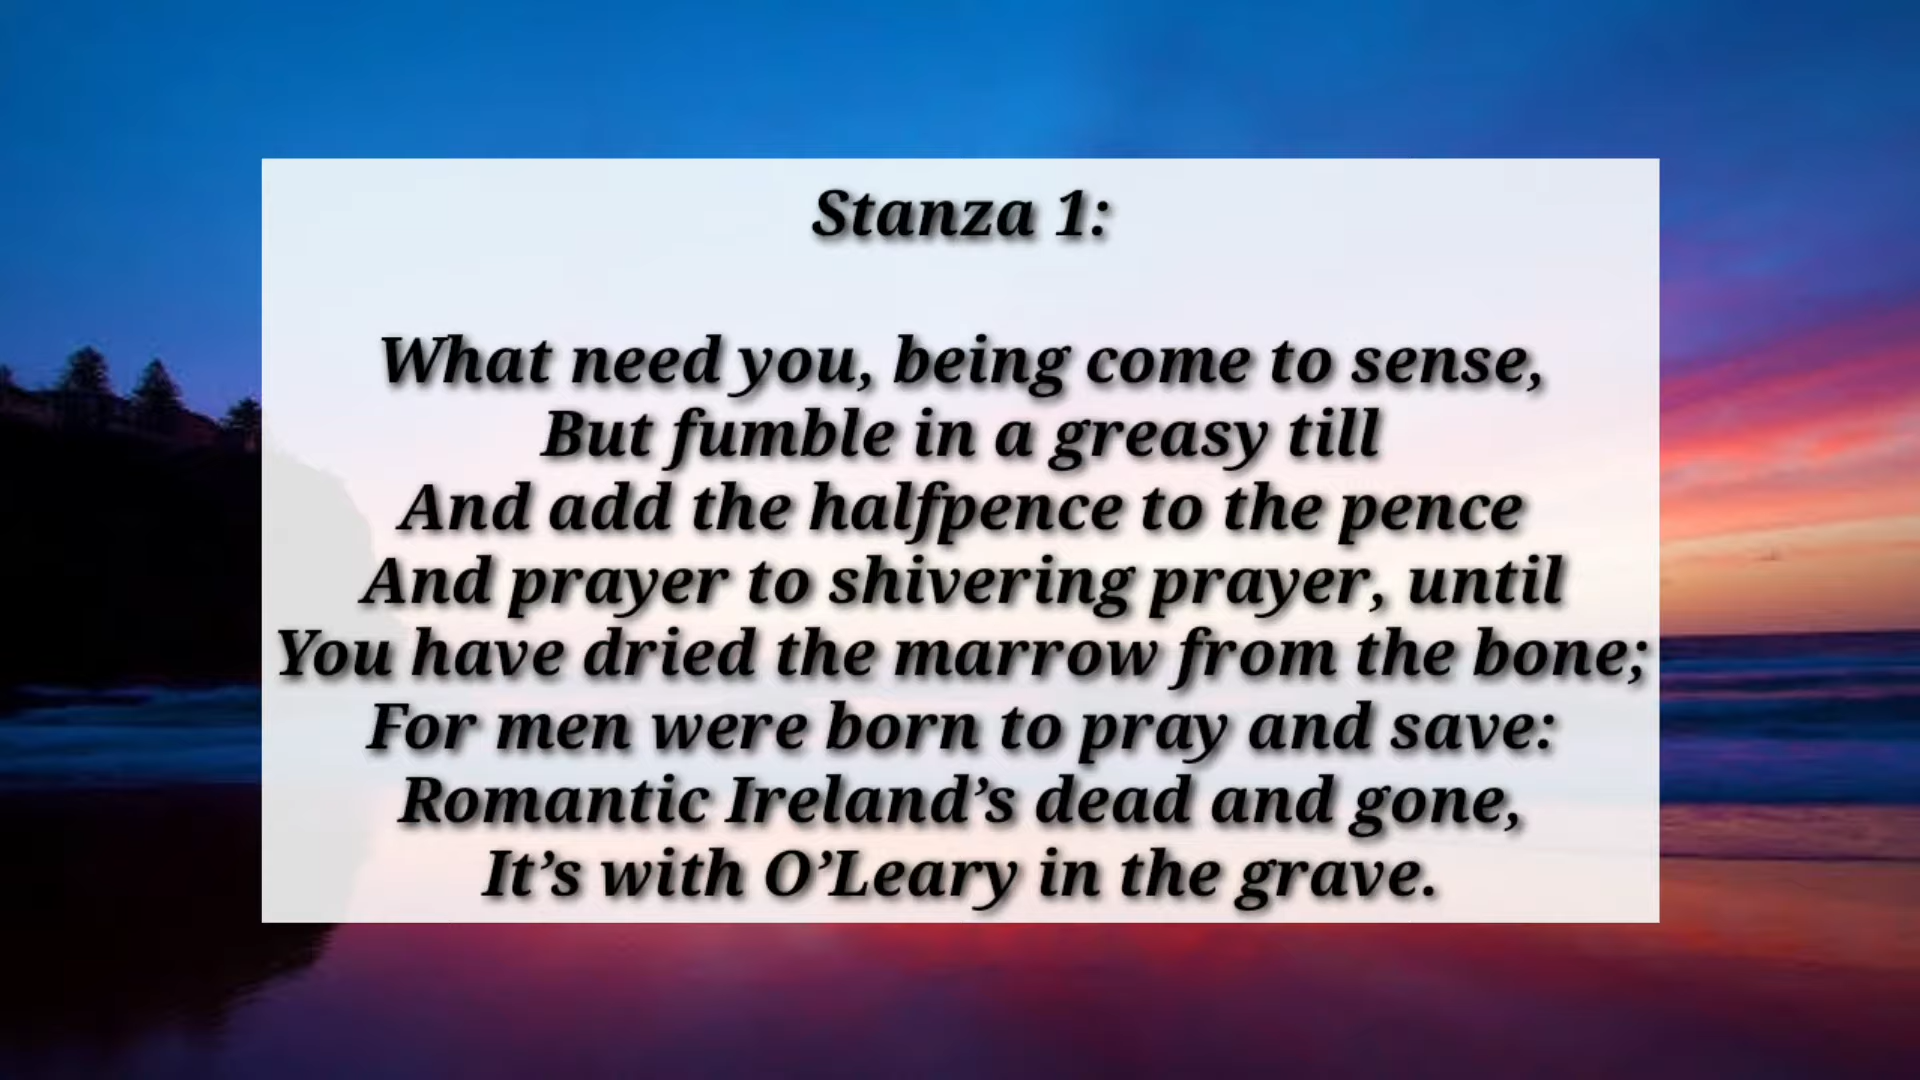 Stanza 1:
What need you, being come to sense,
But fumble in a greasy till
And add the halfpence to the pence
And prayer to shivering prayer, until
You have dried the marrow from the bone;
For men were born to pray and save:
Romantic Ireland’s dead and gone,
It’s with O’Leary in the grave.